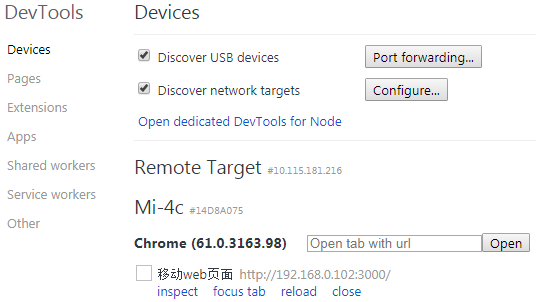 DevTools
Devices
Pages
Extensions
Apps
Shared workers
Service workers
Other
Devices
Discover USB devices
Port forwarding...
Discover network targets
Configure...
Open dedicated DevTools for Node
Remote Target #10.115.181.216
Mi-4c #14D8A075
Chrome (61.0.3163.98) Open tab with url Open
移动web页面 http://192.168.0.102:3000/
inspect focus tab reload close